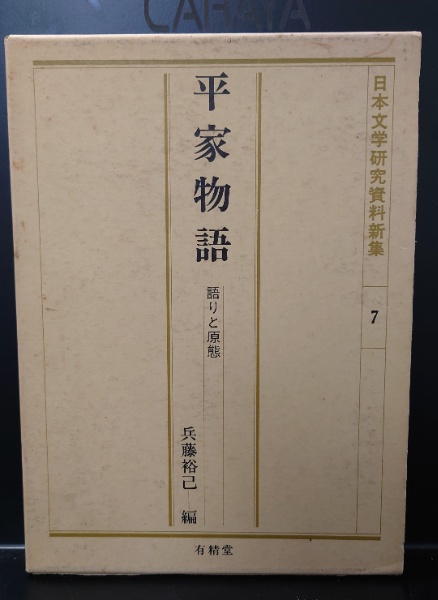 CAHAYA
日本文学研究資料新集
7
平家物語
語りと原態
兵藤裕己 編
有精堂